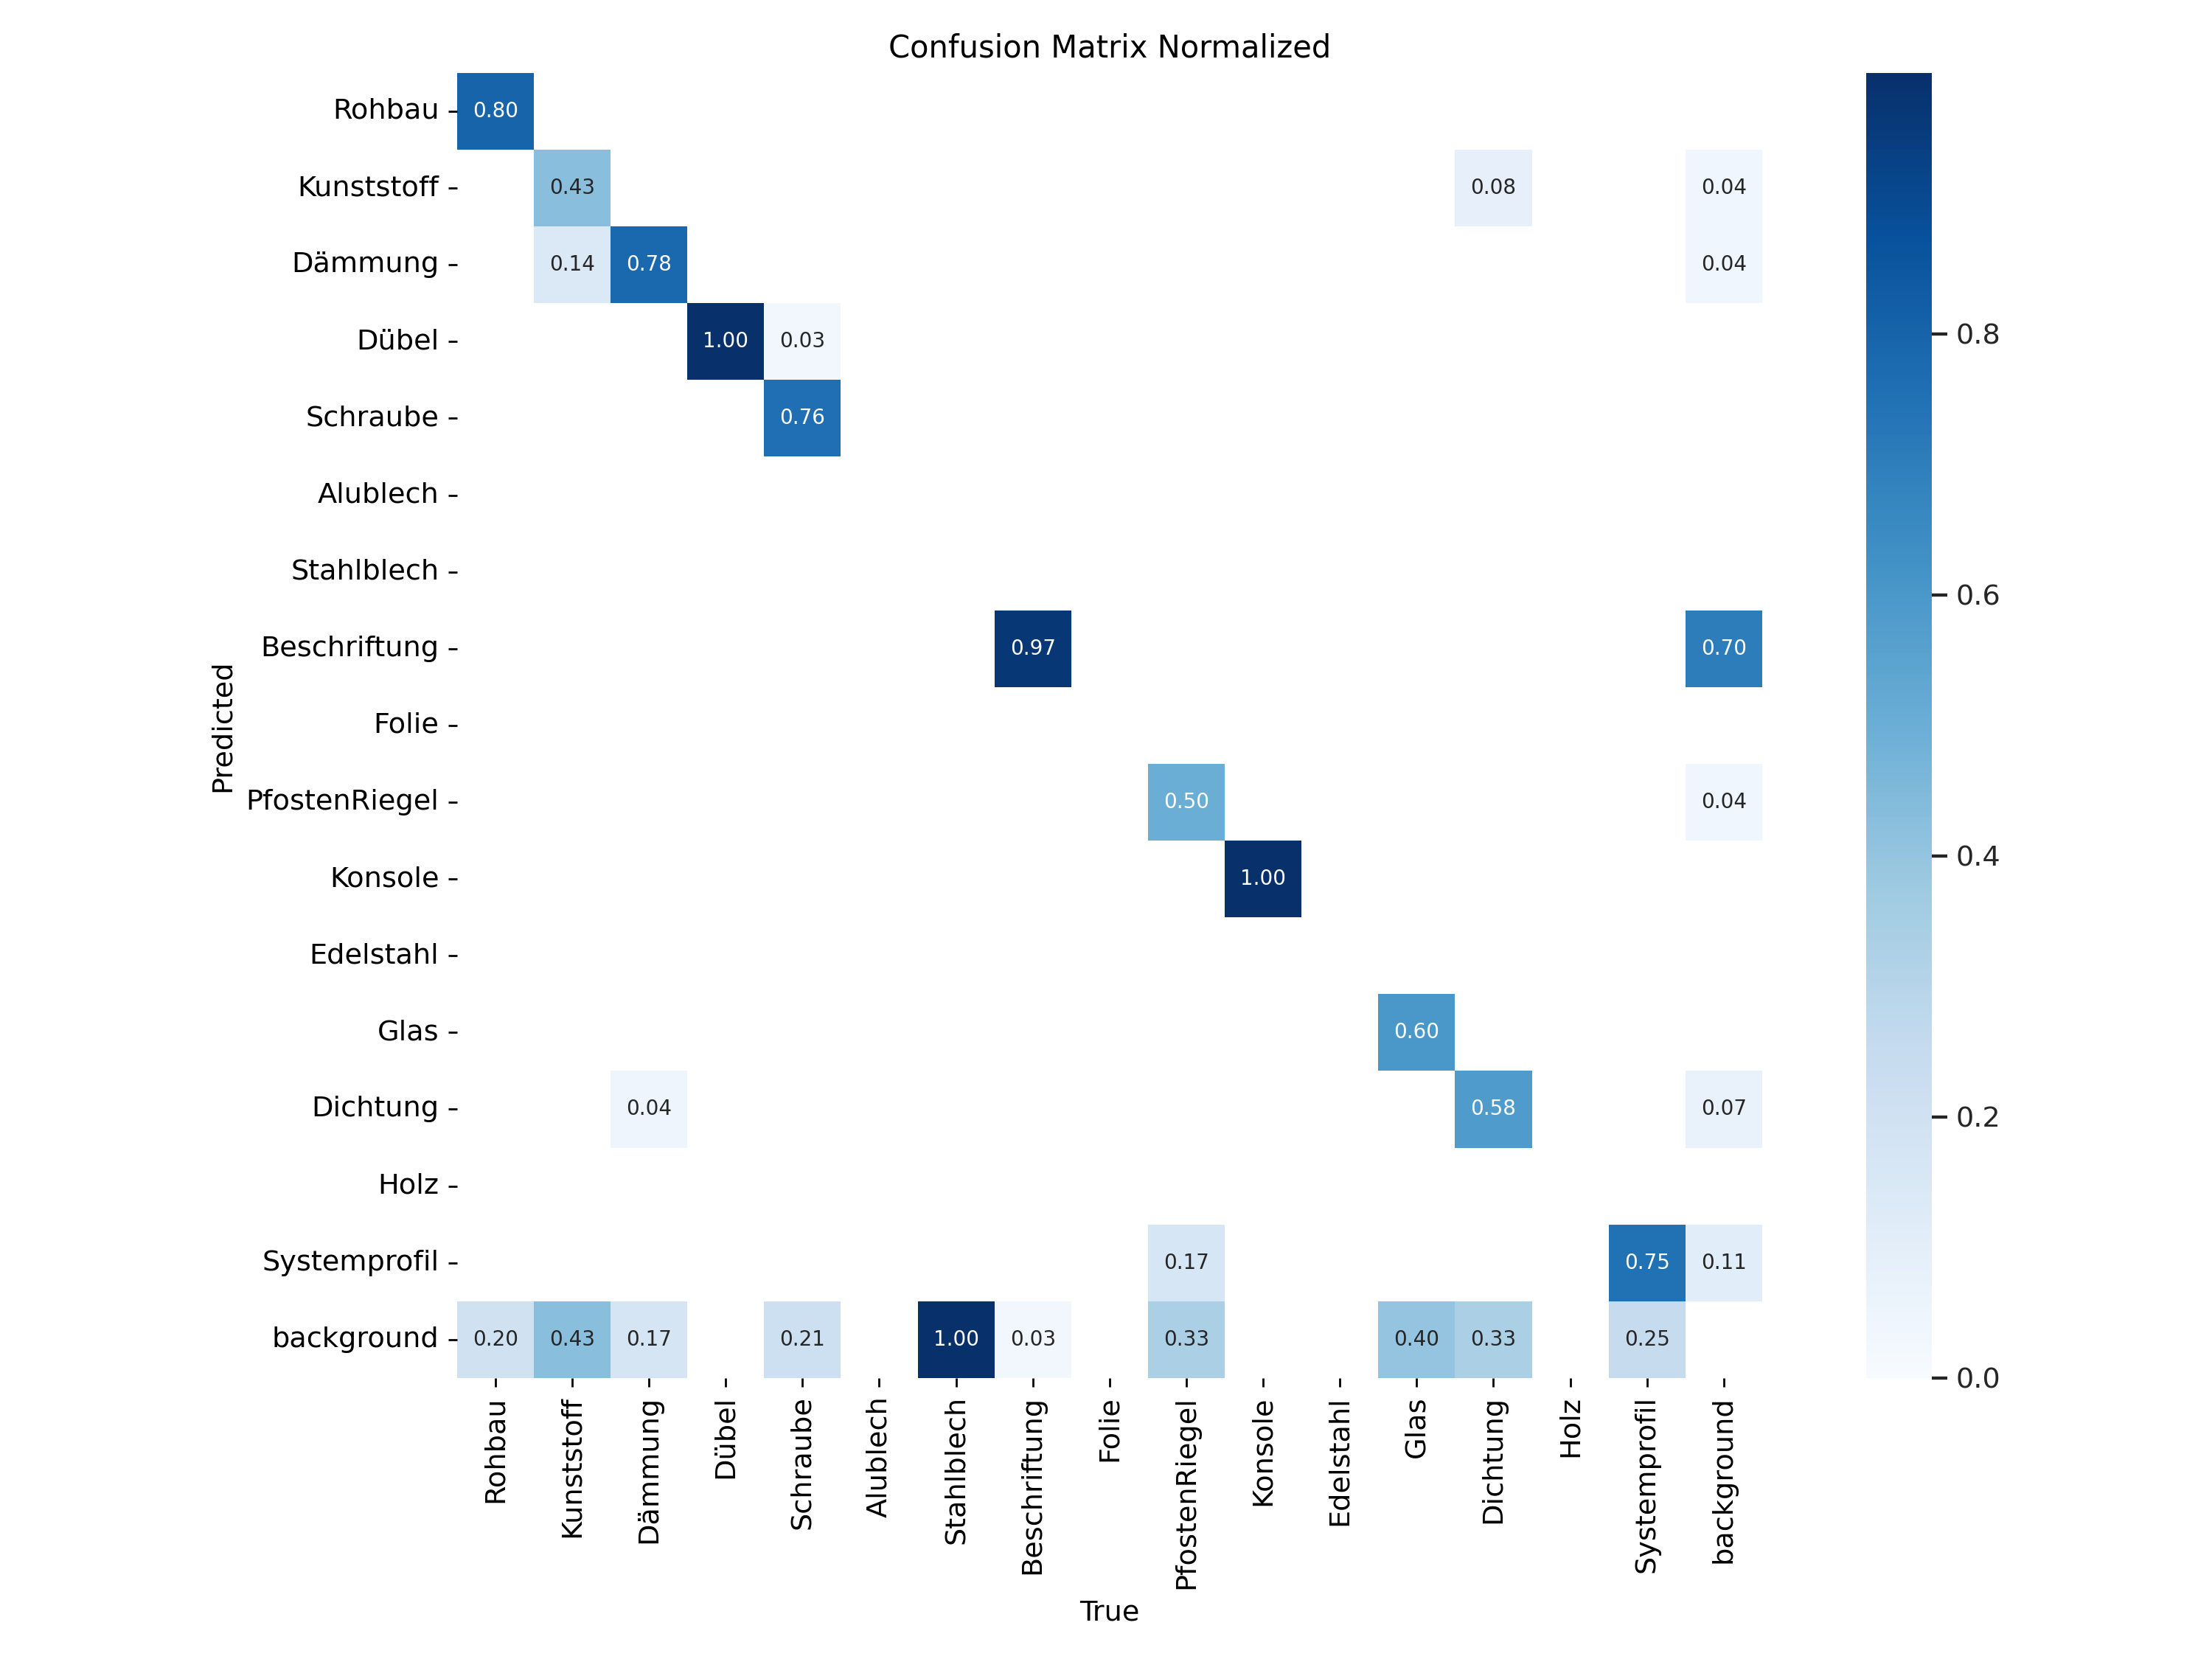 Confusion Matrix Normalized
Rohbau 0.80
Kunststoff 0.43 0.08 0.04
Dämmung 0.14 0.78 0.04
Dübel 1.00 0.03
Schraube 0.76
Alublech
Stahlblech
Beschriftung 0.97 0.70
Folie
PfostenRiegel 0.50 0.04
Konsole 1.00
Edelstahl
Glas 0.60
Dichtung 0.04 0.58 0.07
Holz
Systemprofil 0.17 0.75 0.11
background 0.20 0.43 0.17 0.21 1.00 0.03 0.33 0.40 0.33 0.25
Predicted
Rohbau
Kunststoff
Dämmung
Dübel
Schraube
Alublech
Stahlblech
Beschriftung
Folie
PfostenRiegel
Konsole
Edelstahl
Glas
Dichtung
Holz
Systemprofil
background
True
0.8
0.6
0.4
0.2
0.0